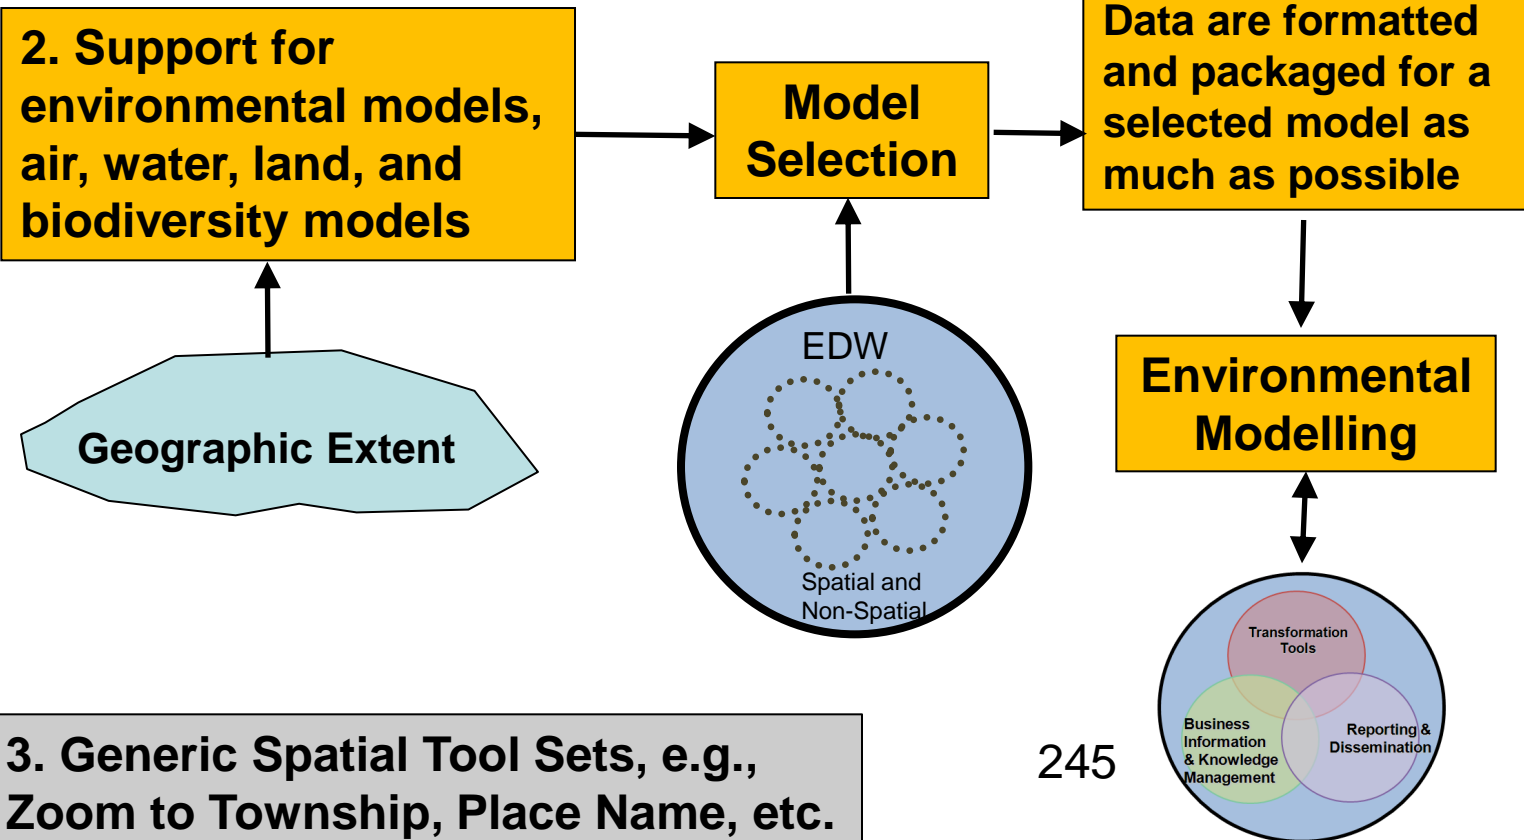 2. Support for
environmental models,
air, water, land, and
biodiversity models
Model
Selection
Data are formatted
and packaged for a
selected model as
much as possible
Geographic Extent
EDW
Spatial and
Non-Spatial
Environmental
Modelling
Transformation
Tools
Business
Information
& Knowledge
Management
Reporting &
Dissemination
3. Generic Spatial Tool Sets, e.g.,
Zoom to Township, Place Name, etc.
245